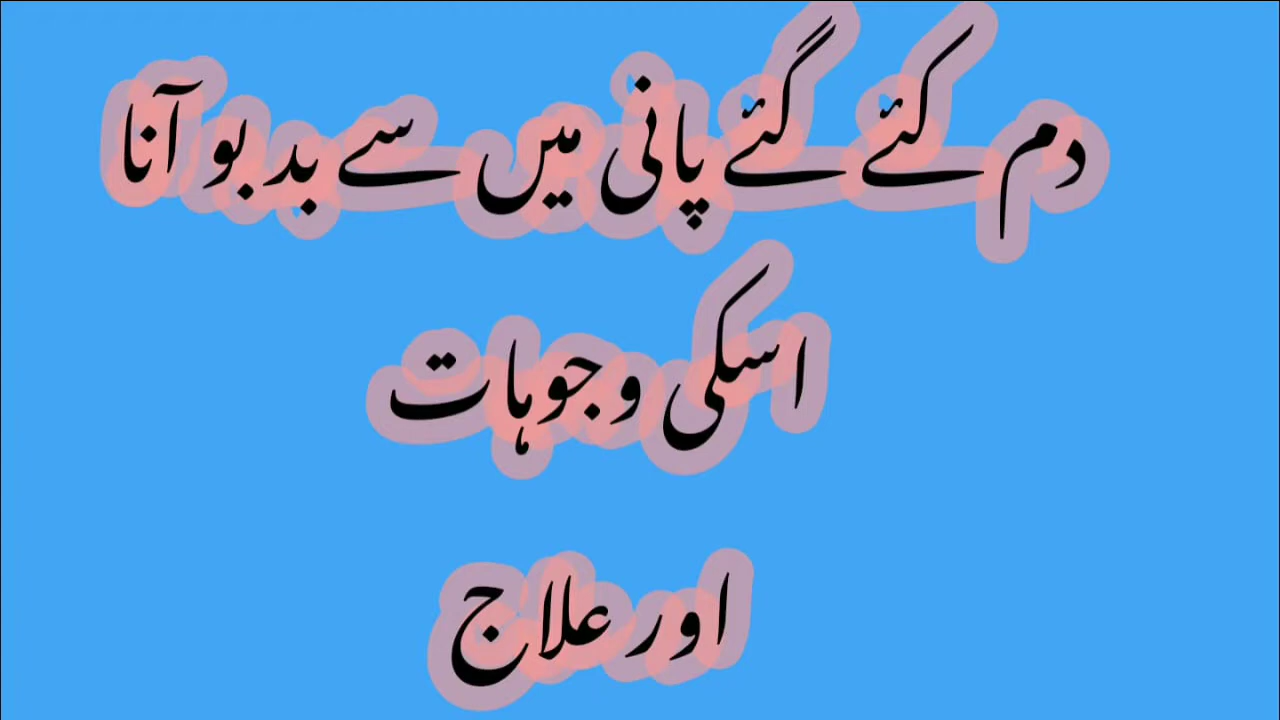 دم کئے گئے پانی میں سے بدبو آنا
اسکی وجوہات
اور علاج